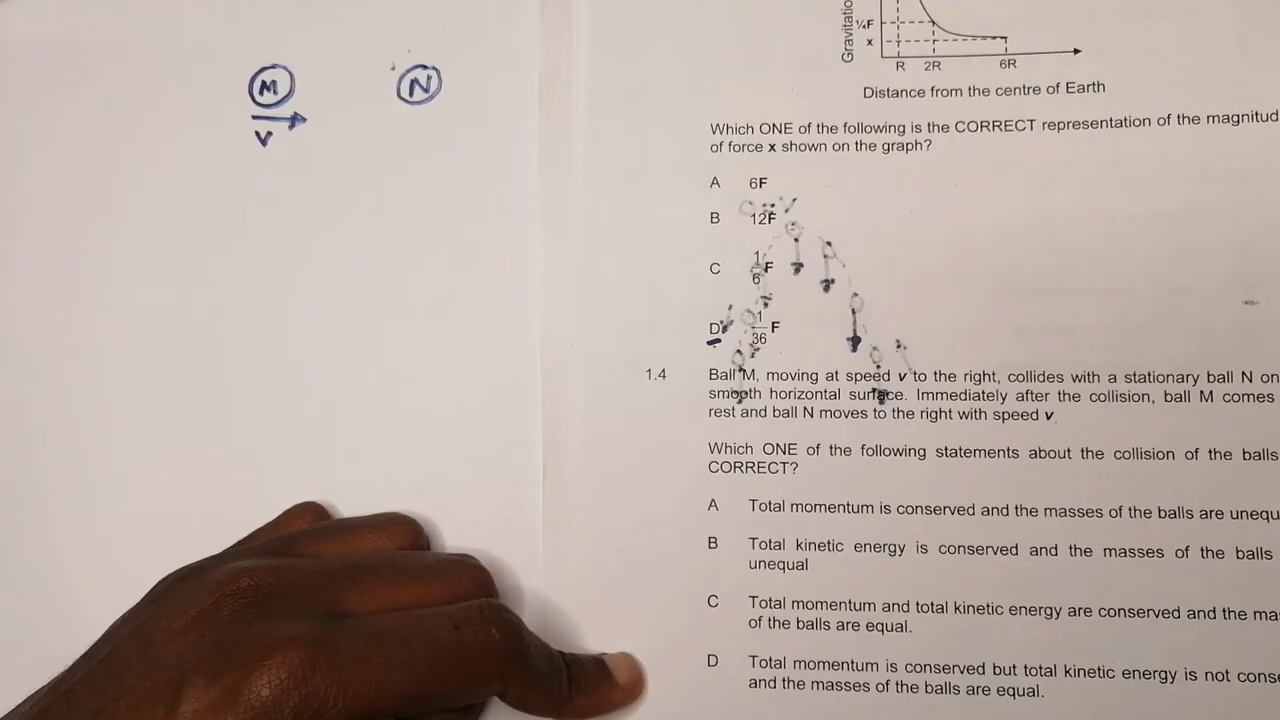 M
N
v
Gravitatio
¼F
x
R 2R 6R
Distance from the centre of Earth
Which ONE of the following is the CORRECT representation of the magnitud
of force x shown on the graph?
A 6F
B 12F
C 1/6 F
D 1/36 F
1.4 Ball M, moving at speed v to the right, collides with a stationary ball N on
smooth horizontal surface. Immediately after the collision, ball M comes
rest and ball N moves to the right with speed v.
Which ONE of the following statements about the collision of the balls
CORRECT?
A Total momentum is conserved and the masses of the balls are unequ
B Total kinetic energy is conserved and the masses of the balls
unequal
C Total momentum and total kinetic energy are conserved and the ma
of the balls are equal.
D Total momentum is conserved but total kinetic energy is not conse
and the masses of the balls are equal.